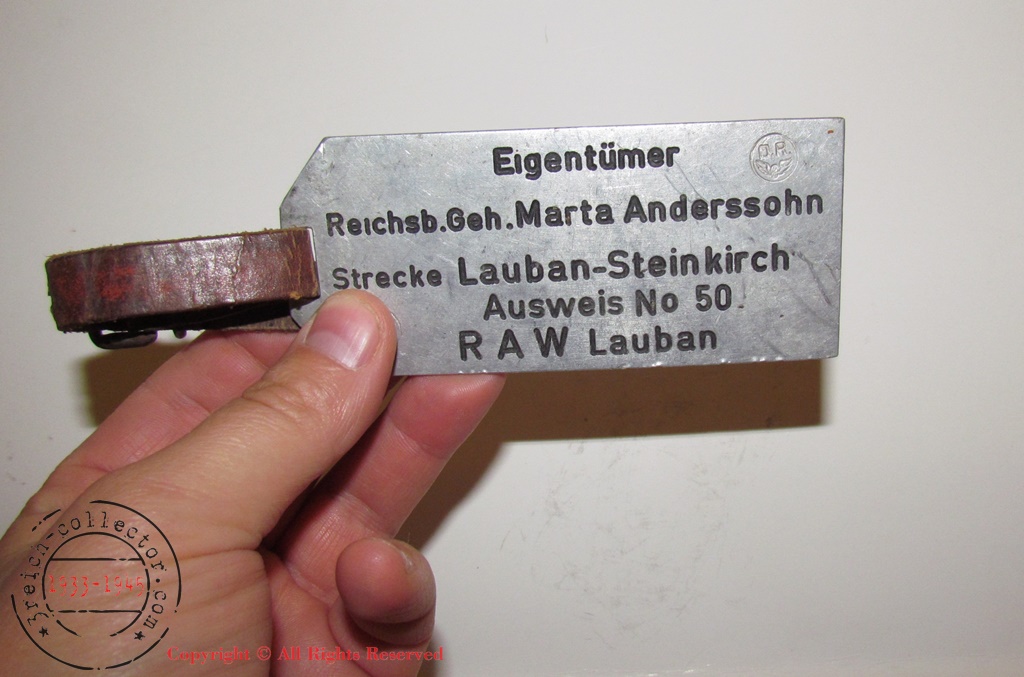 Eigentümer
D.R.
Reichsb.Geh.Marta Anderssohn
Strecke Lauban-Steinkirch
Ausweis No 50
R A W Lauban
3reich-collector.com
1933-1945
Copyright © All Rights Reserved